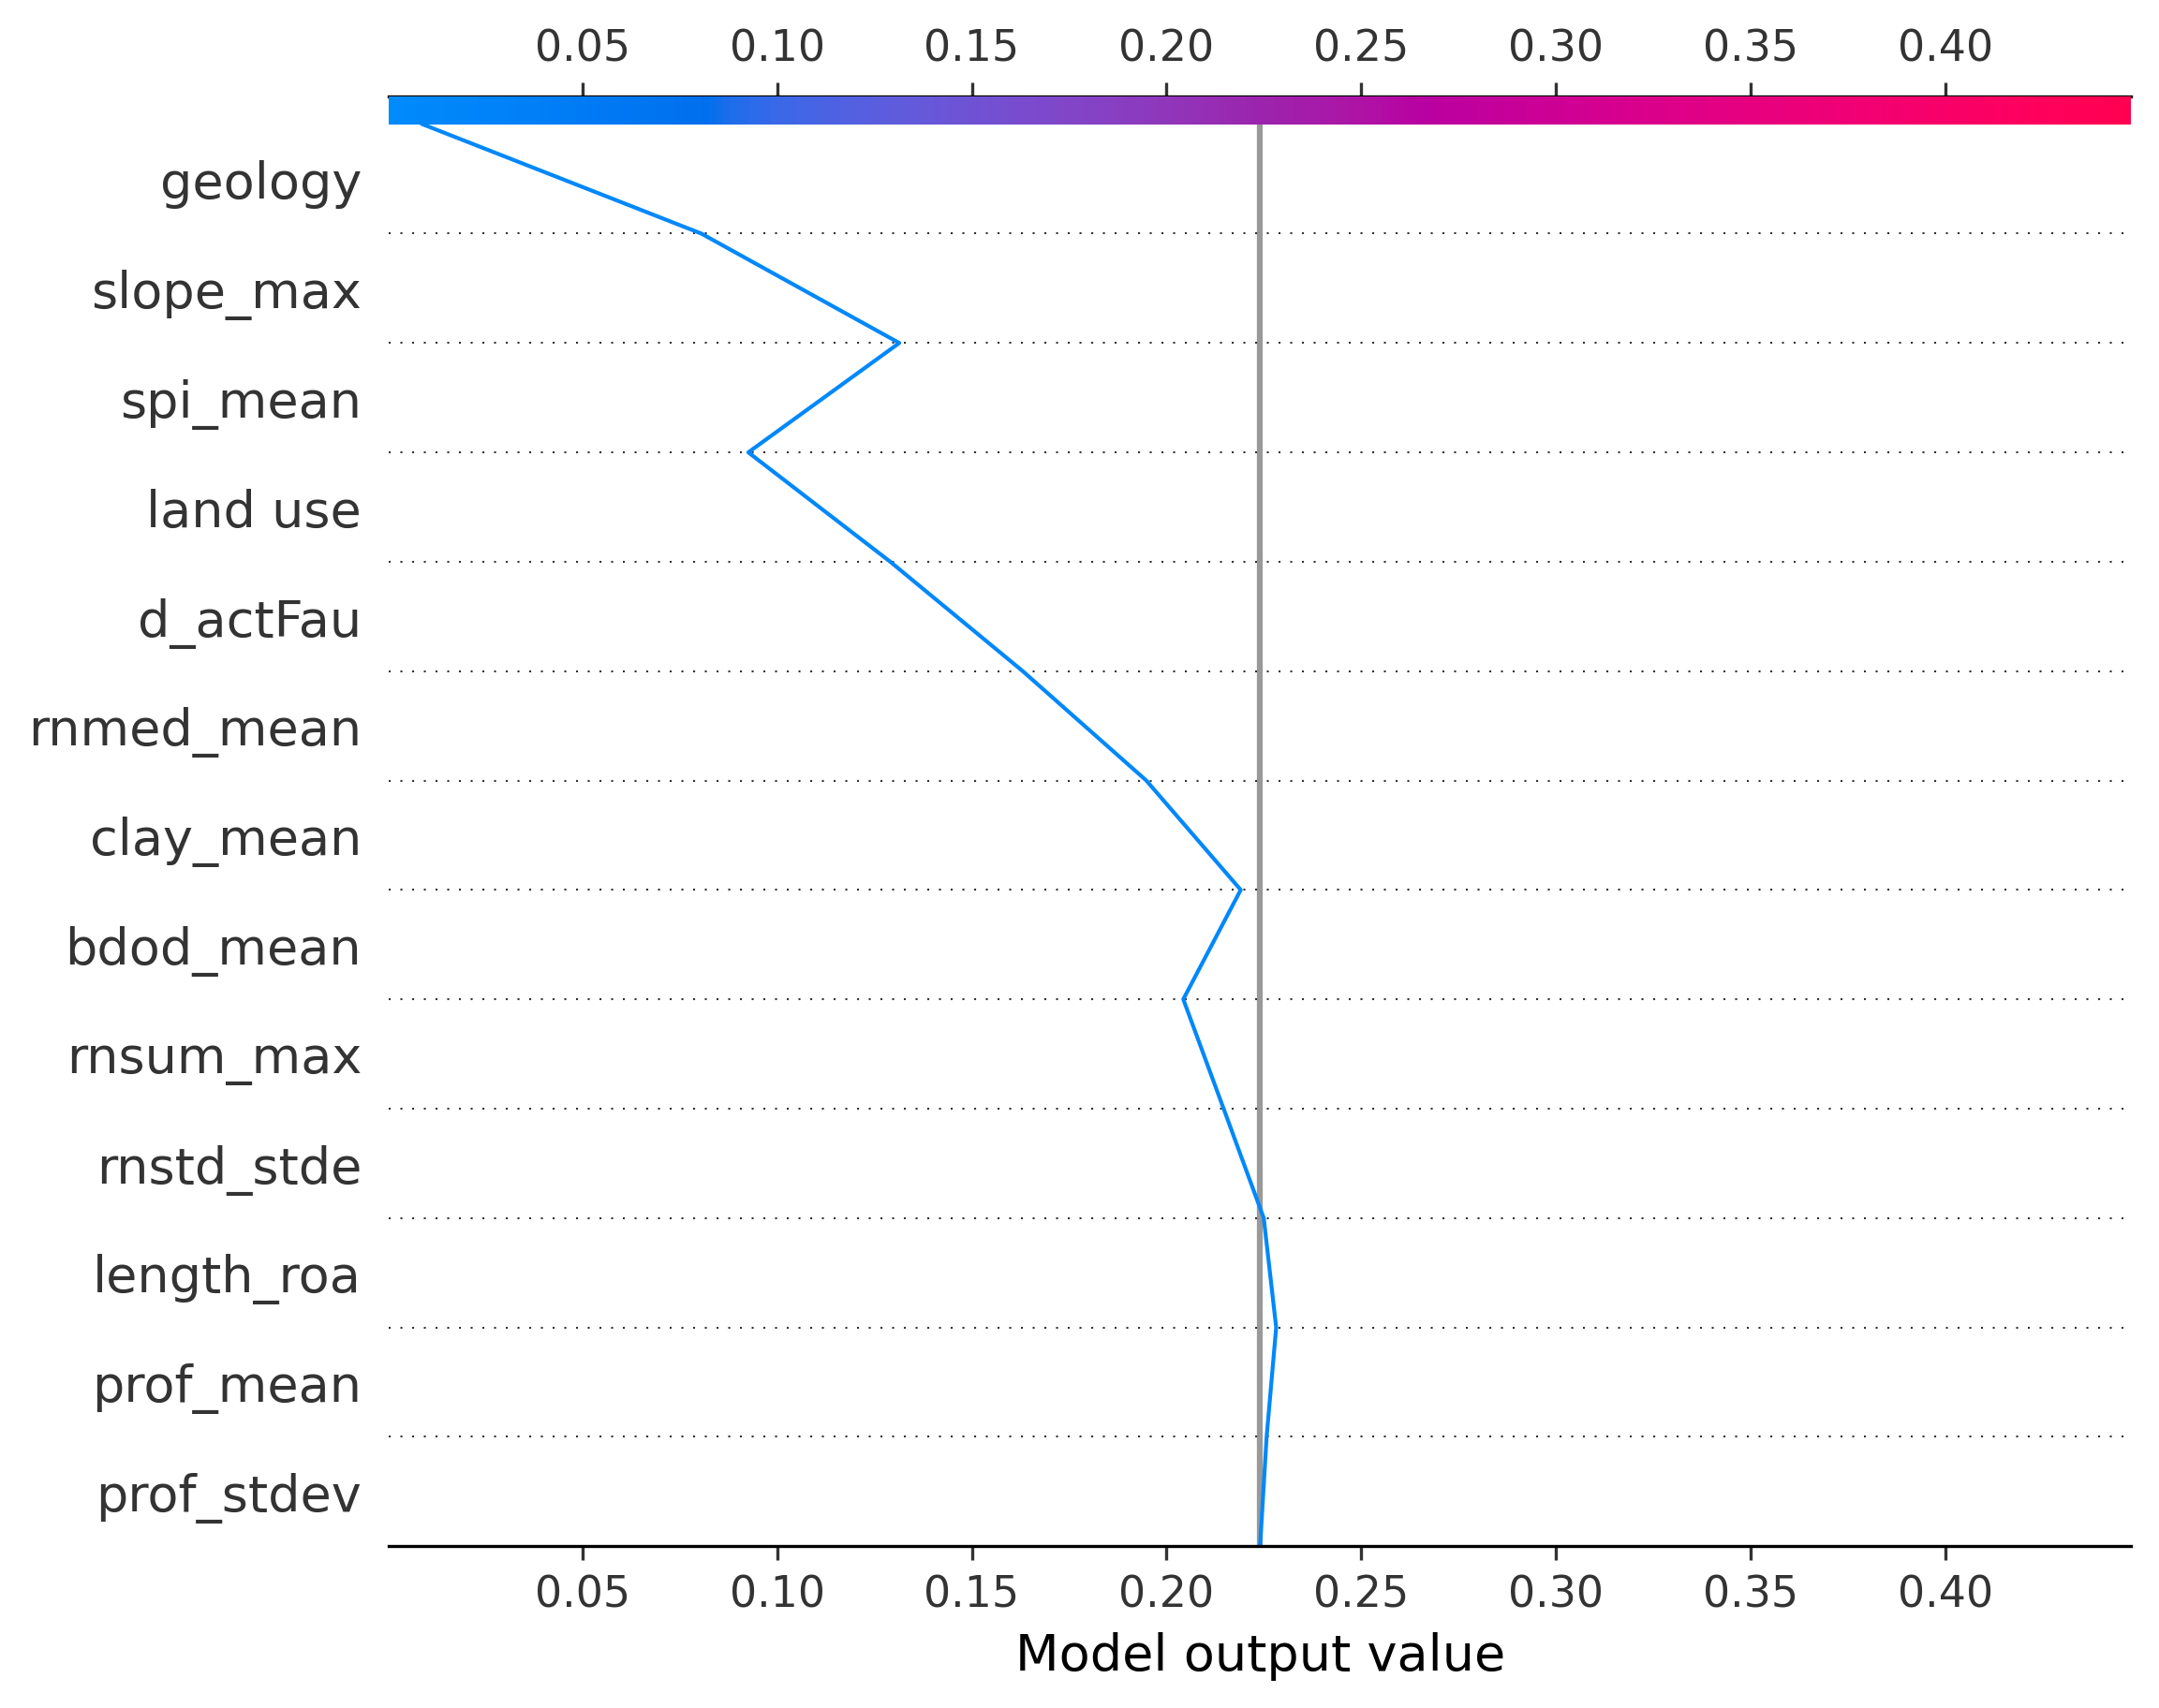 0.05 0.10 0.15 0.20 0.25 0.30 0.35 0.40
geology
slope_max
spi_mean
land use
d_actFau
rnmed_mean
clay_mean
bdod_mean
rnsum_max
rnstd_stde
length_roa
prof_mean
prof_stdev
0.05 0.10 0.15 0.20 0.25 0.30 0.35 0.40
Model output value